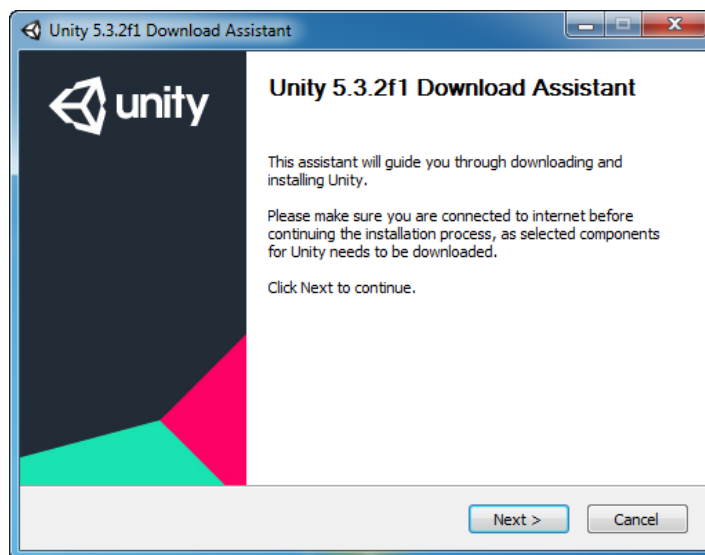 Unity 5.3.2f1 Download Assistant
unity
Unity 5.3.2f1 Download Assistant
This assistant will guide you through downloading and
installing Unity.
Please make sure you are connected to internet before
continuing the installation process, as selected components
for Unity needs to be downloaded.
Click Next to continue.
Next >
Cancel